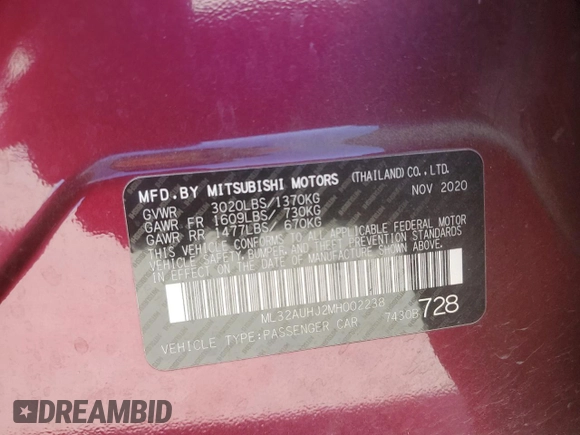 MFD.BY MITSUBISHI MOTORS (THAILAND) CO.,LTD.
NOV 2020
GVWR 3020LBS/1370KG
GAWR FR 1609LBS/ 730KG
GAWR RR 1477LBS/ 670KG
THIS VEHICLE CONFORMS TO ALL APPLICABLE FEDERAL MOTOR
VEHICLE SAFETY, BUMPER, AND THEFT PREVENTION STANDARDS
IN EFFECT ON THE DATE OF MANUFACTURE SHOWN ABOVE.
ML32AUHJ2MH002238
VEHICLE TYPE:PASSENGER CAR 7430B 728
DREAMBID